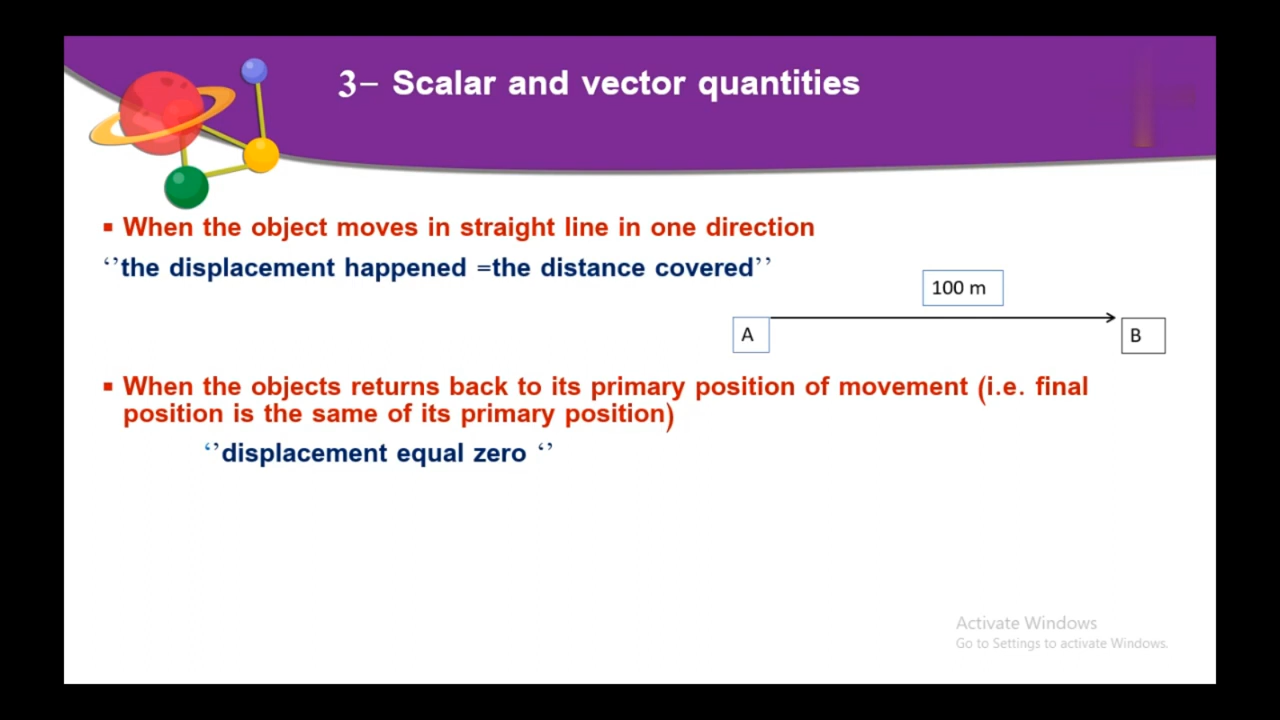 3– Scalar and vector quantities
▪ When the object moves in straight line in one direction
‘’the displacement happened =the distance covered’’
100 m
A
B
▪ When the objects returns back to its primary position of movement (i.e. final
position is the same of its primary position)
‘’displacement equal zero ‘’
Activate Windows
Go to Settings to activate Windows.